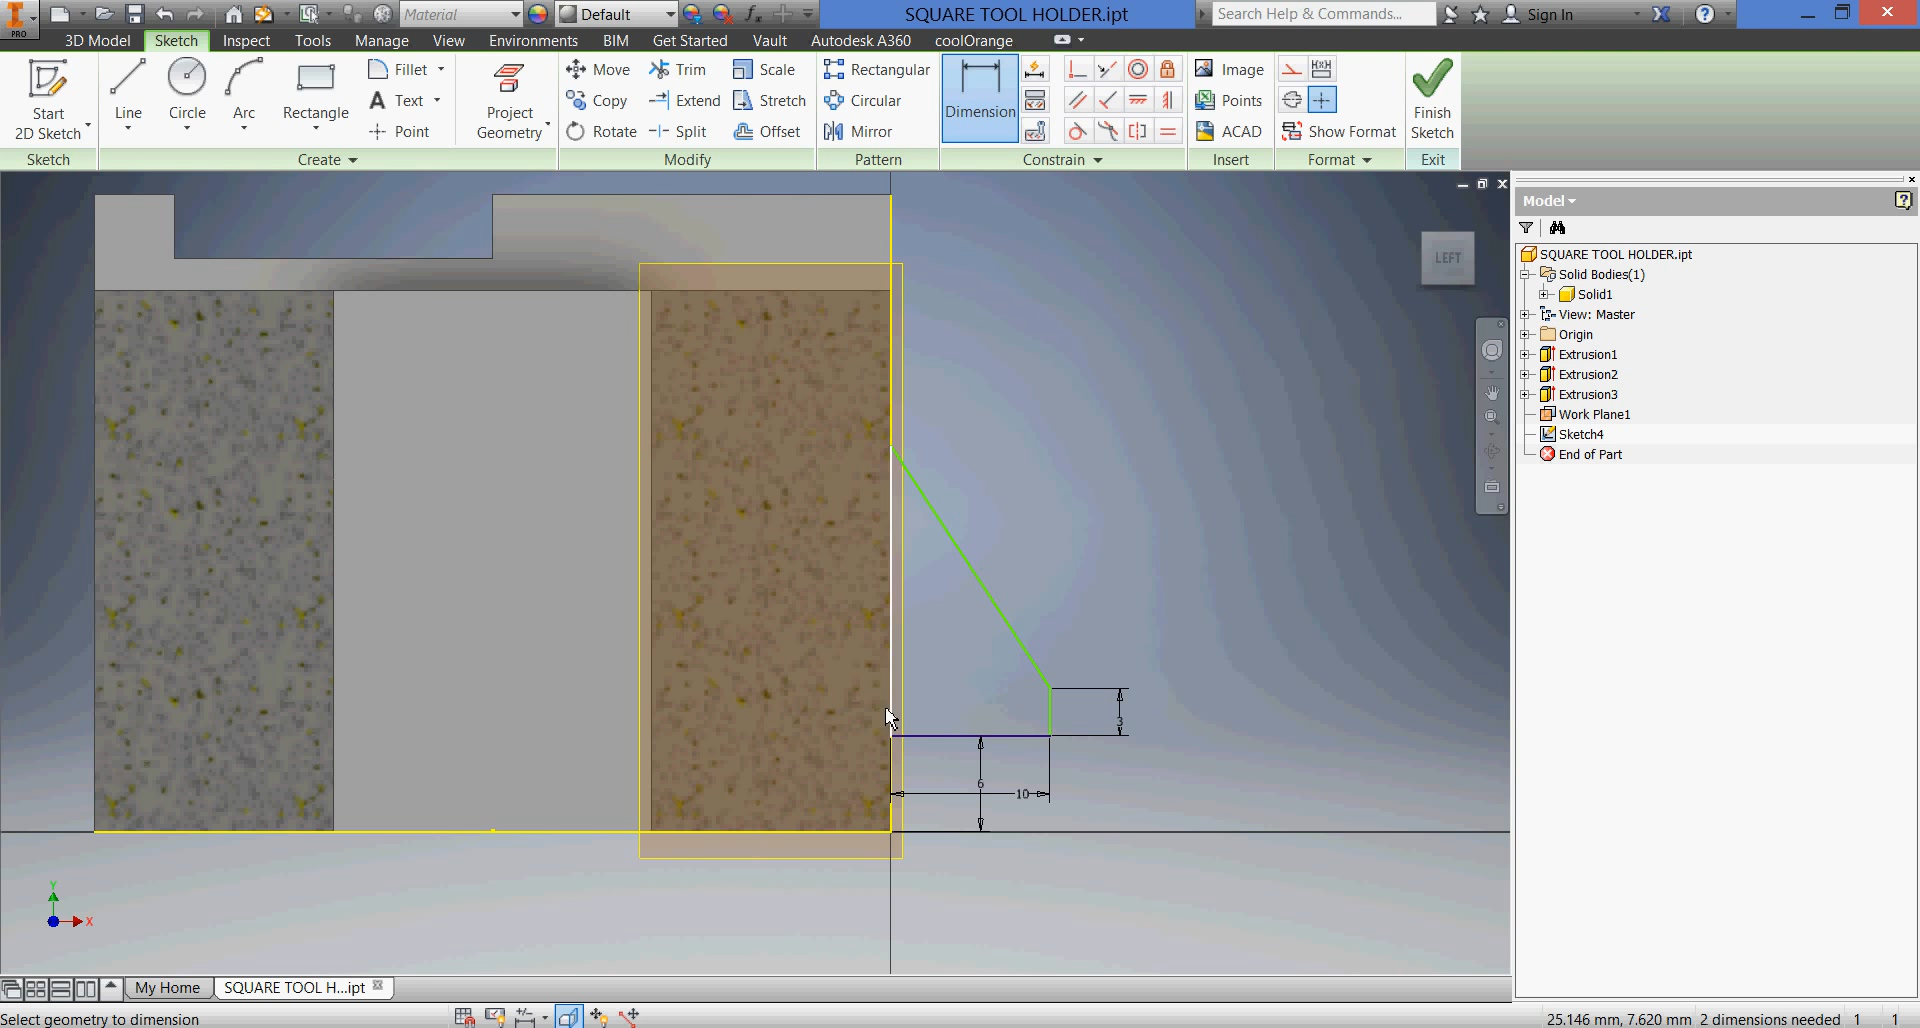 PRO
Material
Default
SQUARE TOOL HOLDER.ipt
Search Help & Commands...
Sign In
3D Model
Sketch
Inspect
Tools
Manage
View
Environments
BIM
Get Started
Vault
Autodesk A360
coolOrange
Start
2D Sketch
Line
Circle
Arc
Rectangle
Fillet
Text
Point
Project
Geometry
Move
Copy
Rotate
Trim
Extend
Split
Scale
Stretch
Offset
Rectangular
Circular
Mirror
Dimension
Image
Points
ACAD
Show Format
Finish
Sketch
Sketch
Create
Modify
Pattern
Constrain
Insert
Format
Exit
LEFT
Model
SQUARE TOOL HOLDER.ipt
Solid Bodies(1)
Solid1
View: Master
Origin
Extrusion1
Extrusion2
Extrusion3
Work Plane1
Sketch4
End of Part
3
6
10
Y
X
My Home
SQUARE TOOL H...ipt
Select geometry to dimension
25.146 mm, 7.620 mm 2 dimensions needed 1 1